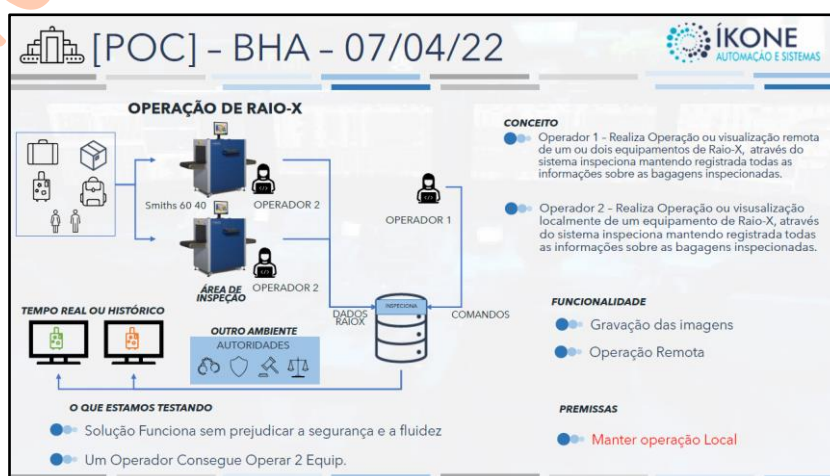 [POC] – BHA – 07/04/22
ÍKONE
AUTOMAÇÃO E SISTEMAS
OPERAÇÃO DE RAIO-X
Smiths 60 40
OPERADOR 2
ÁREA DE
INSPEÇÃO
OPERADOR 2
OPERADOR 1
INSPECIONA
DADOS
RAIOX
COMANDOS
TEMPO REAL OU HISTÓRICO
OUTRO AMBIENTE
AUTORIDADES
O QUE ESTAMOS TESTANDO
Solução Funciona sem prejudicar a segurança e a fluidez
Um Operador Consegue Operar 2 Equip.
CONCEITO
Operador 1 – Realiza Operação ou visualização remota
de um ou dois equipamentos de Raio-X, através do
sistema inspeciona mantendo registrada todas as
informações sobre as bagagens inspecionadas.
Operador 2 – Realiza Operação ou visusalização
localmente de um equipamento de Raio-X, através
do sistema inspeciona mantendo registrada todas
as informações sobre as bagagens inspecionadas.
FUNCIONALIDADE
Gravação das imagens
Operação Remota
PREMISSAS
Manter operação Local